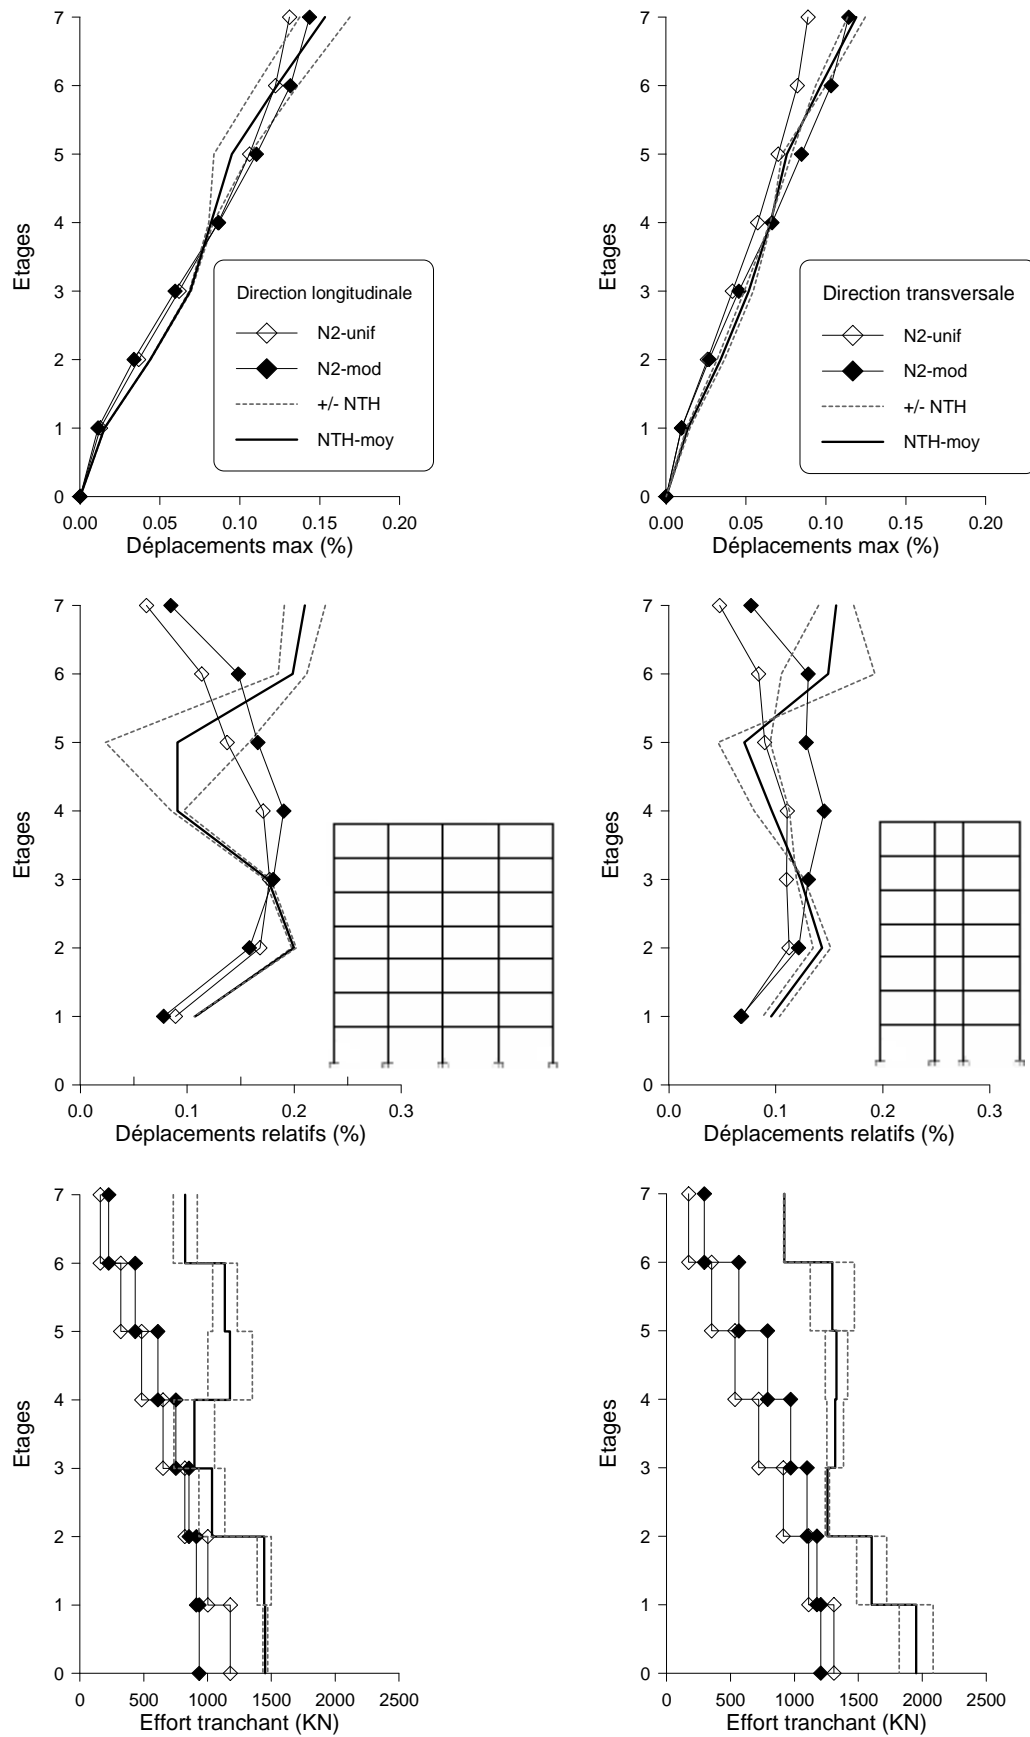 7
6
5
4
3
2
1
0
Etages
0.00 0.05 0.10 0.15 0.20
Déplacements max (%)
Direction longitudinale
N2-unif
N2-mod
+/- NTH
NTH-moy
7
6
5
4
3
2
1
0
Etages
0.00 0.05 0.10 0.15 0.20
Déplacements max (%)
Direction transversale
N2-unif
N2-mod
+/- NTH
NTH-moy
7
6
5
4
3
2
1
0
Etages
0.0 0.1 0.2 0.3
Déplacements relatifs (%)
7
6
5
4
3
2
1
0
Etages
0.0 0.1 0.2 0.3
Déplacements relatifs (%)
7
6
5
4
3
2
1
0
Etages
0 500 1000 1500 2000 2500
Effort tranchant (KN)
7
6
5
4
3
2
1
0
Etages
0 500 1000 1500 2000 2500
Effort tranchant (KN)